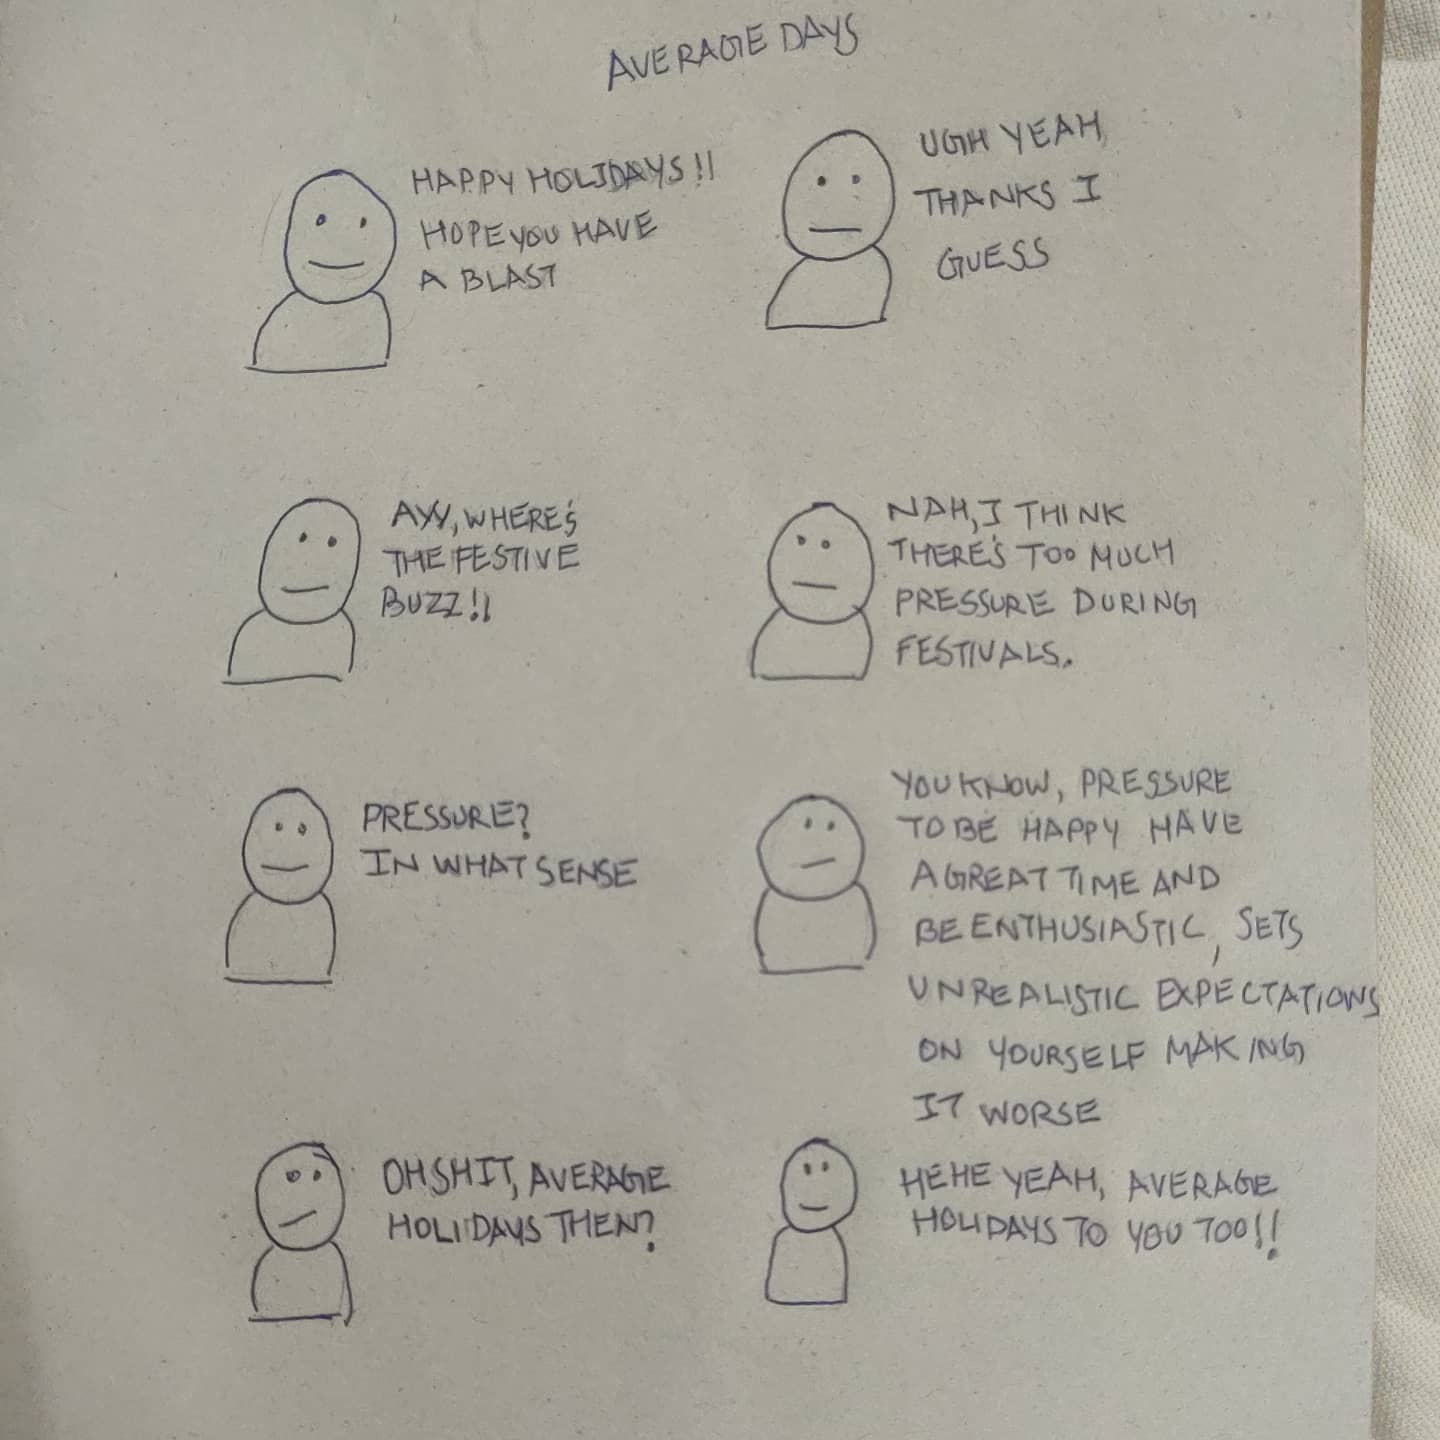 AVERAGE DAYS
HAPPY HOLIDAYS!!
HOPE YOU HAVE
A BLAST
UGH YEAH
THANKS I
GUESS
AYY, WHERE'S
THE FESTIVE
BUZZ!!
NAH, I THINK
THERE'S TOO MUCH
PRESSURE DURING
FESTIVALS.
PRESSURE?
IN WHAT SENSE
YOU KNOW, PRESSURE
TO BE HAPPY HAVE
A GREAT TIME AND
BE ENTHUSIASTIC, SETS
UNREALISTIC EXPECTATIONS
ON YOURSELF MAKING
IT WORSE
OH SHIT, AVERAGE
HOLIDAYS THEN?
HEHE YEAH, AVERAGE
HOLIDAYS TO YOU TOO!!